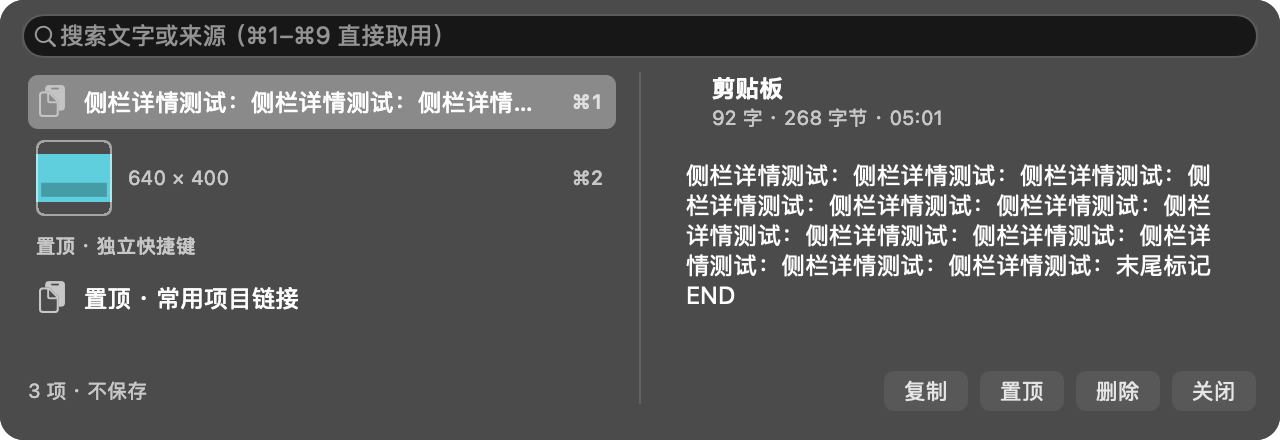 搜索文字或来源（⌘1–⌘9 直接取用）
侧栏详情测试：侧栏详情测试：侧栏详情... ⌘1
640 × 400 ⌘2
置顶 · 独立快捷键
置顶 · 常用项目链接
3 项 · 不保存
剪贴板
92 字 · 268 字节 · 05:01
侧栏详情测试：侧栏详情测试：侧栏详情测试：侧
栏详情测试：侧栏详情测试：侧栏详情测试：侧栏
详情测试：侧栏详情测试：侧栏详情测试：侧栏详
情测试：侧栏详情测试：侧栏详情测试：末尾标记
END
复制 置顶 删除 关闭